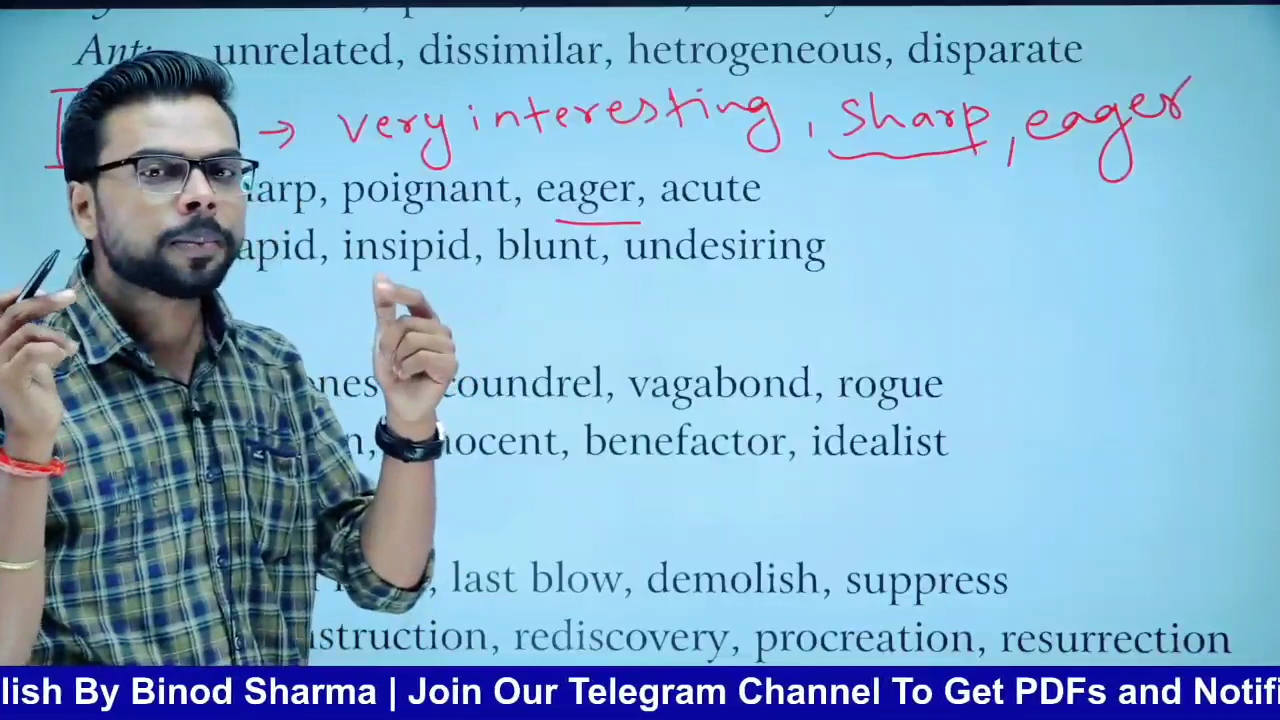 Ant: unrelated, dissimilar, hetrogeneous, disparate
→ very interesting, sharp, eager
arp, poignant, eager, acute
apid, insipid, blunt, undesiring
ones coundrel, vagabond, rogue
n, nocent, benefactor, idealist
, last blow, demolish, suppress
nstruction, rediscovery, procreation, resurrection
lish By Binod Sharma | Join Our Telegram Channel To Get PDFs and Notifi